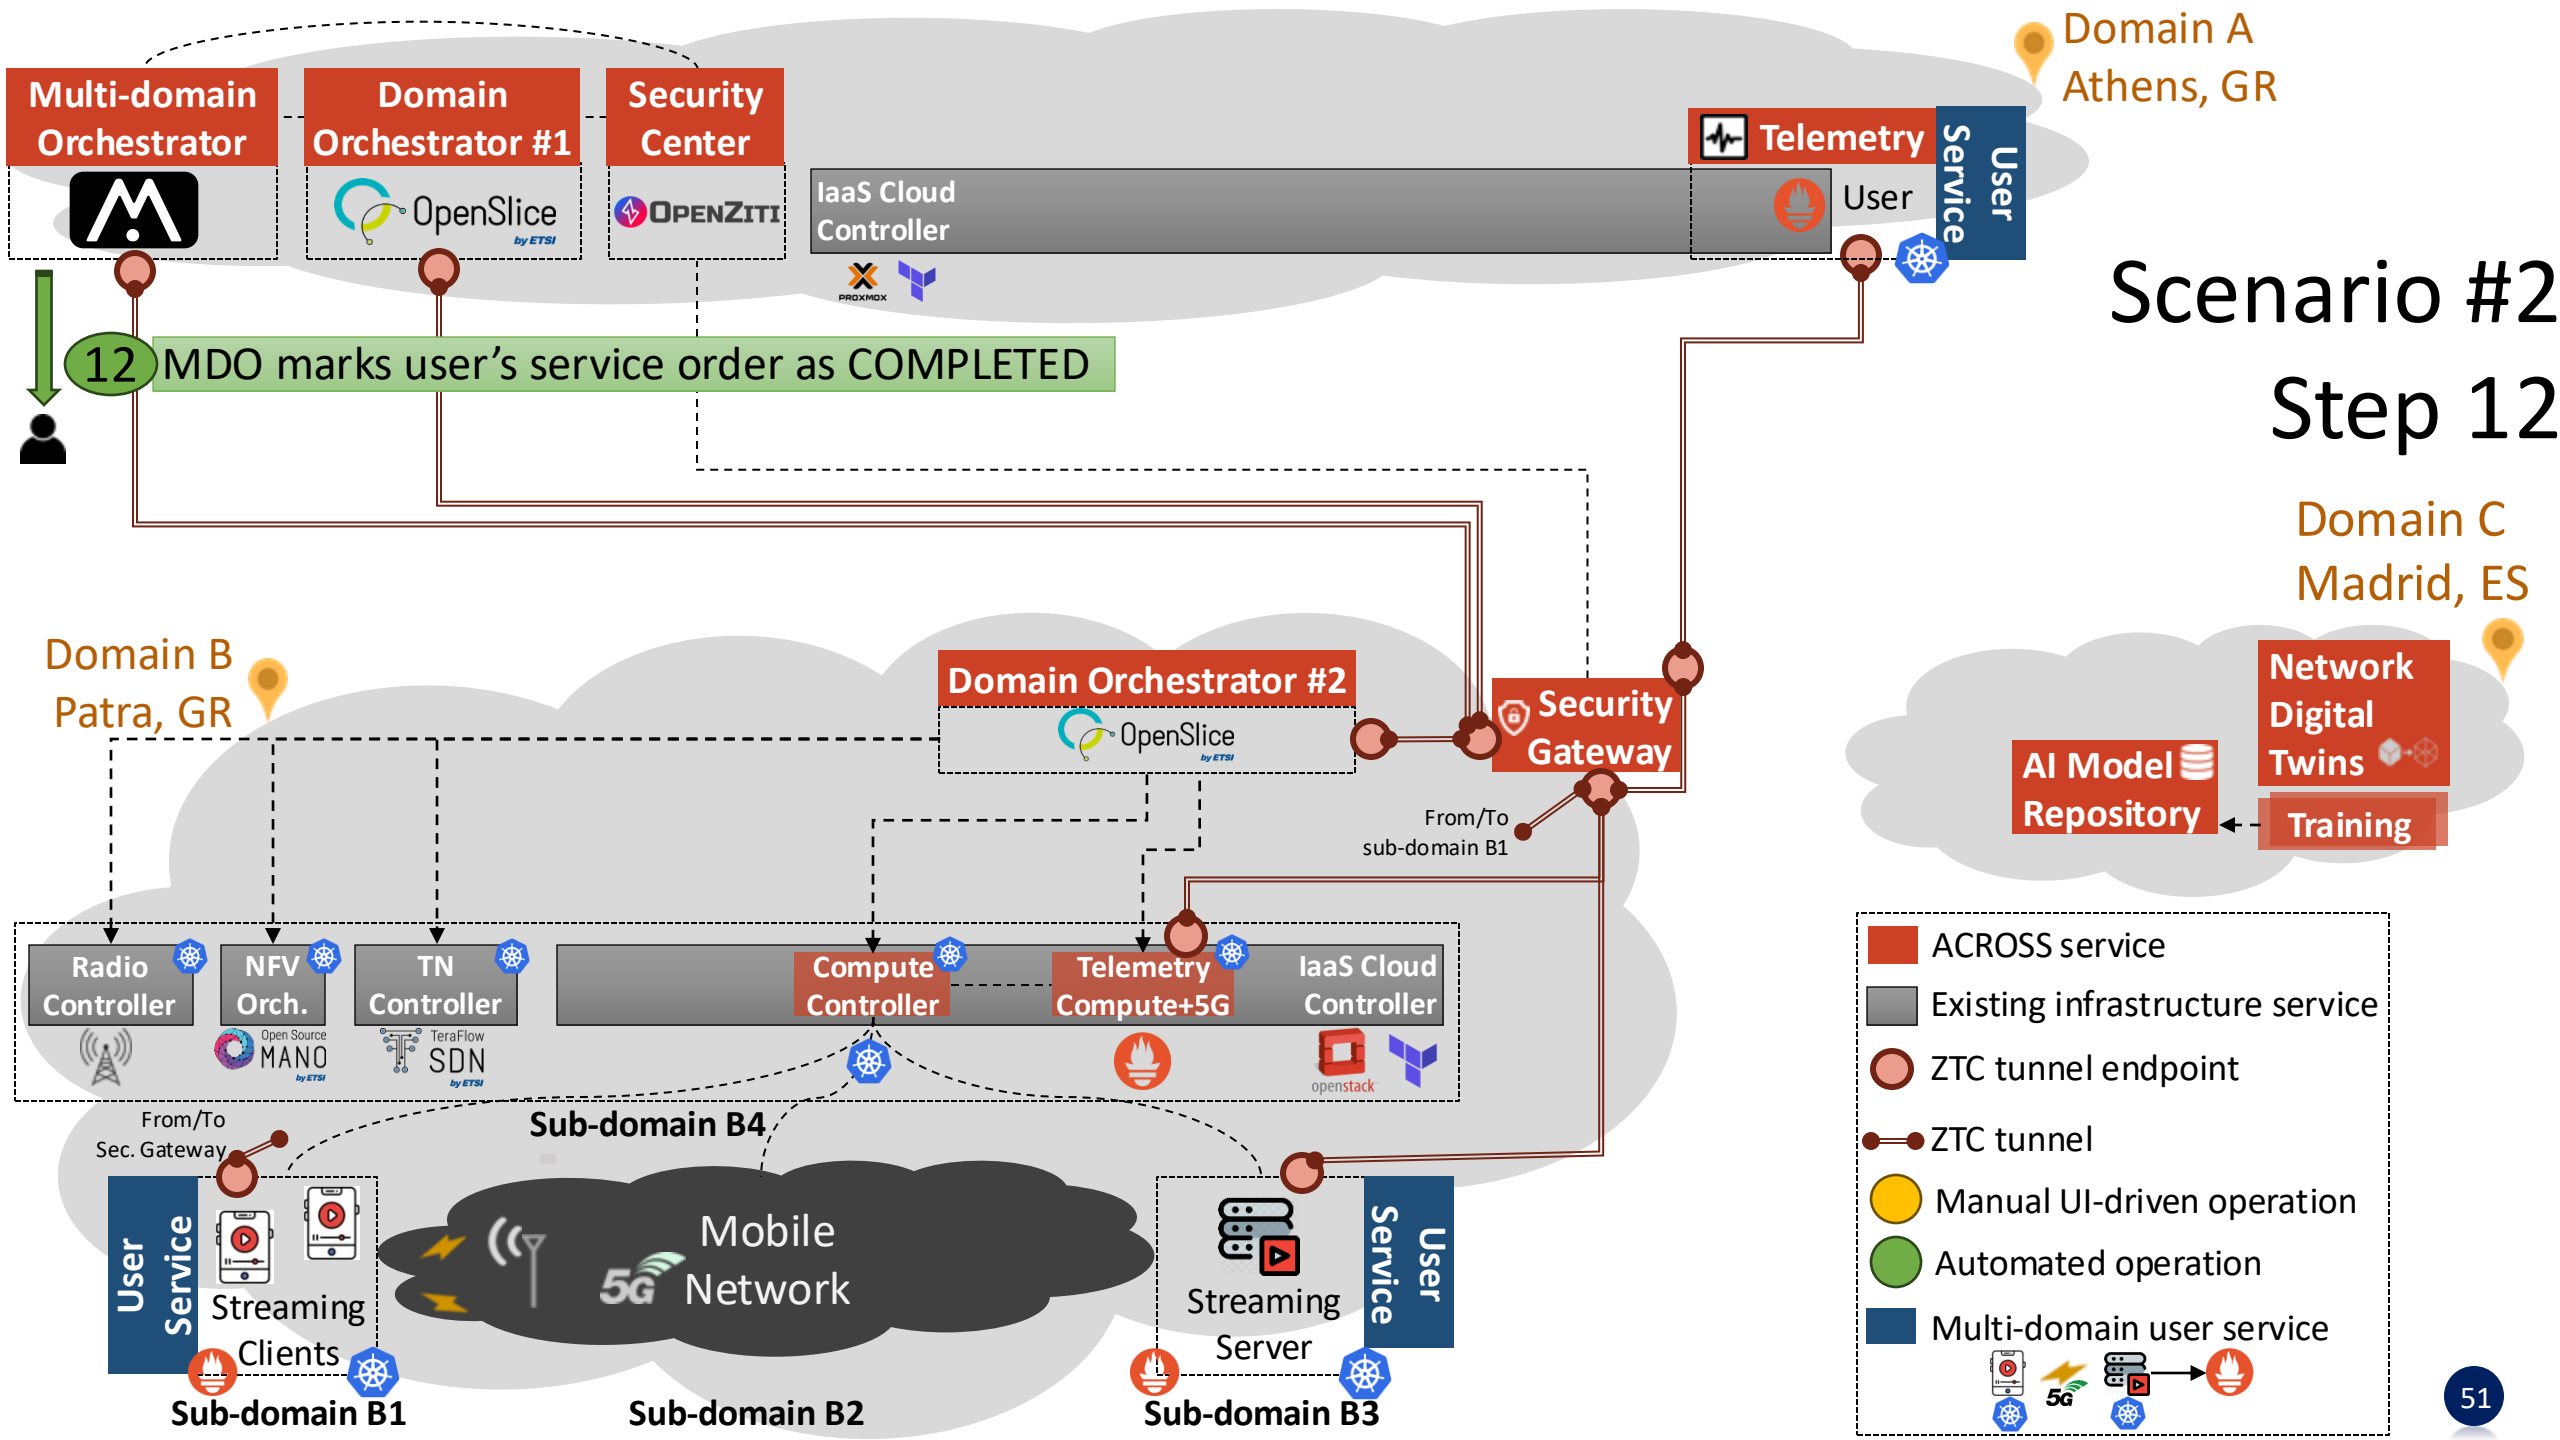 Domain A
Athens, GR
Multi-domain
Orchestrator
Domain
Orchestrator #1
Security
Center
Telemetry
User
Service
OpenSlice
by ETSI
OPENZITI
IaaS Cloud
Controller
User
PROXMOX
12
MDO marks user’s service order as COMPLETED
Scenario #2
Step 12
Domain C
Madrid, ES
Domain B
Patra, GR
Domain Orchestrator #2
OpenSlice
by ETSI
Security
Gateway
Network
Digital
Twins
AI Model
Repository
Training
From/To
sub-domain B1
Radio
Controller
NFV
Orch.
TN
Controller
Compute
Controller
Telemetry
Compute+5G
IaaS Cloud
Controller
Open Source
MANO
by ETSI
TeraFlow
SDN
by ETSI
openstack
Sub-domain B4
From/To
Sec. Gateway
User
Service
Streaming
Clients
5G
Mobile
Network
Streaming
Server
User
Service
Sub-domain B1
Sub-domain B2
Sub-domain B3
ACROSS service
Existing infrastructure service
ZTC tunnel endpoint
ZTC tunnel
Manual UI-driven operation
Automated operation
Multi-domain user service
5G
51